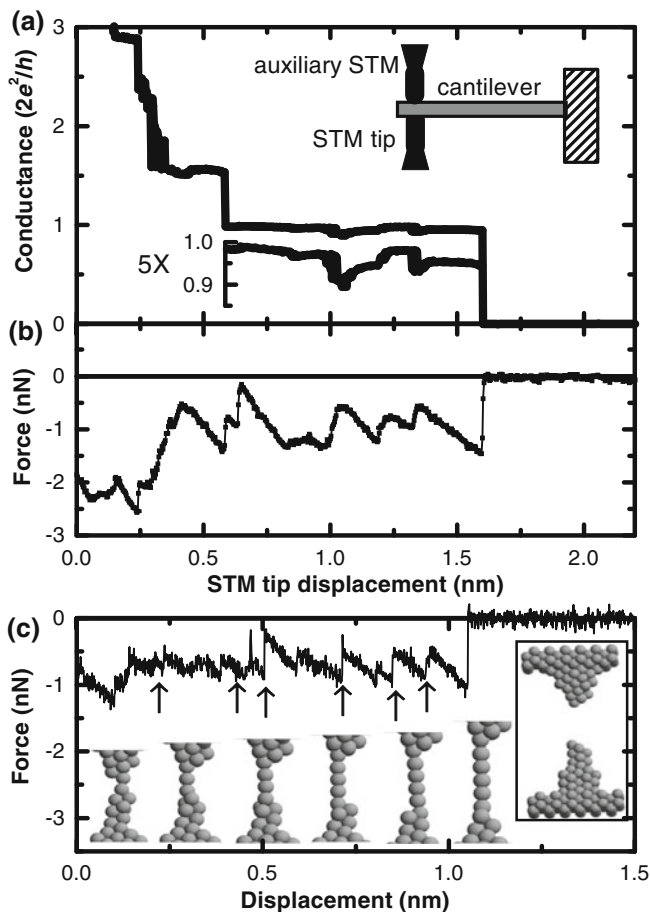 (a)
3
2
1
0
Conductance (2e²/h)
auxiliary STM
cantilever
STM tip
5X
1.0
0.9
(b)
0
-1
-2
-3
Force (nN)
0.0 0.5 1.0 1.5 2.0
STM tip displacement (nm)
(c)
0
-1
-2
-3
Force (nN)
0.0 0.5 1.0 1.5
Displacement (nm)